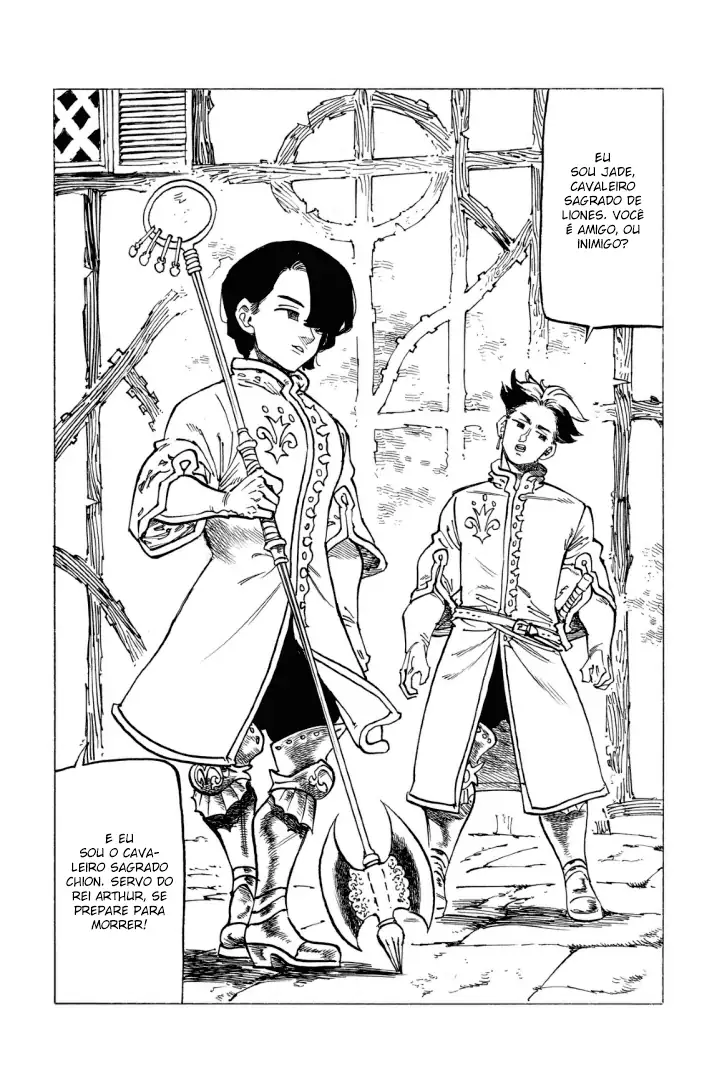 EU
SOU JADE,
CAVALEIRO
SAGRADO DE
LIONES. VOCÊ
É AMIGO, OU
INIMIGO?
E EU
SOU O CAVA-
LEIRO SAGRADO
CHION. SERVO DO
REI ARTHUR, SE
PREPARE PARA
MORRER!